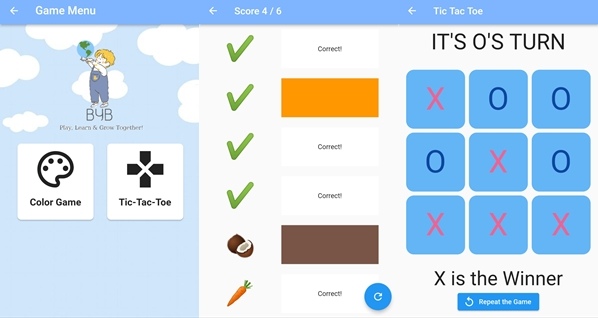 Game Menu
BYB
Play, Learn & Grow Together!
Color Game
Tic-Tac-Toe
Score 4 / 6
Correct!
Correct!
Correct!
Correct!
Tic Tac Toe
IT'S O'S TURN
X O O
O X O
X X X
X is the Winner
Repeat the Game